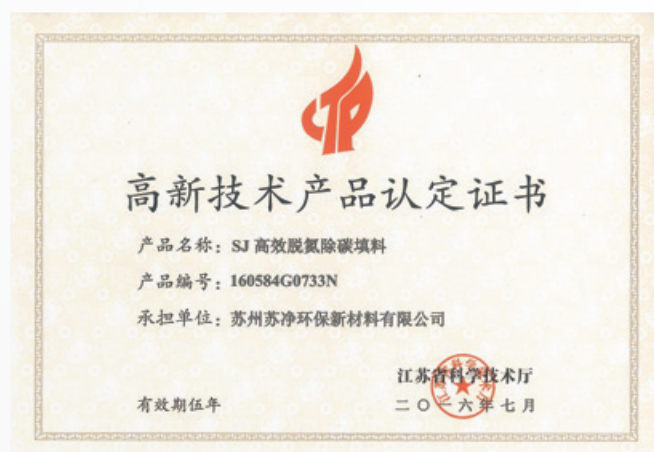 高新技术产品认定证书
产品名称：SJ 高效脱氮除碳填料
产品编号：160584G0733N
承担单位：苏州苏净环保新材料有限公司
江苏省科学技术厅
有效期伍年
二〇一六年七月